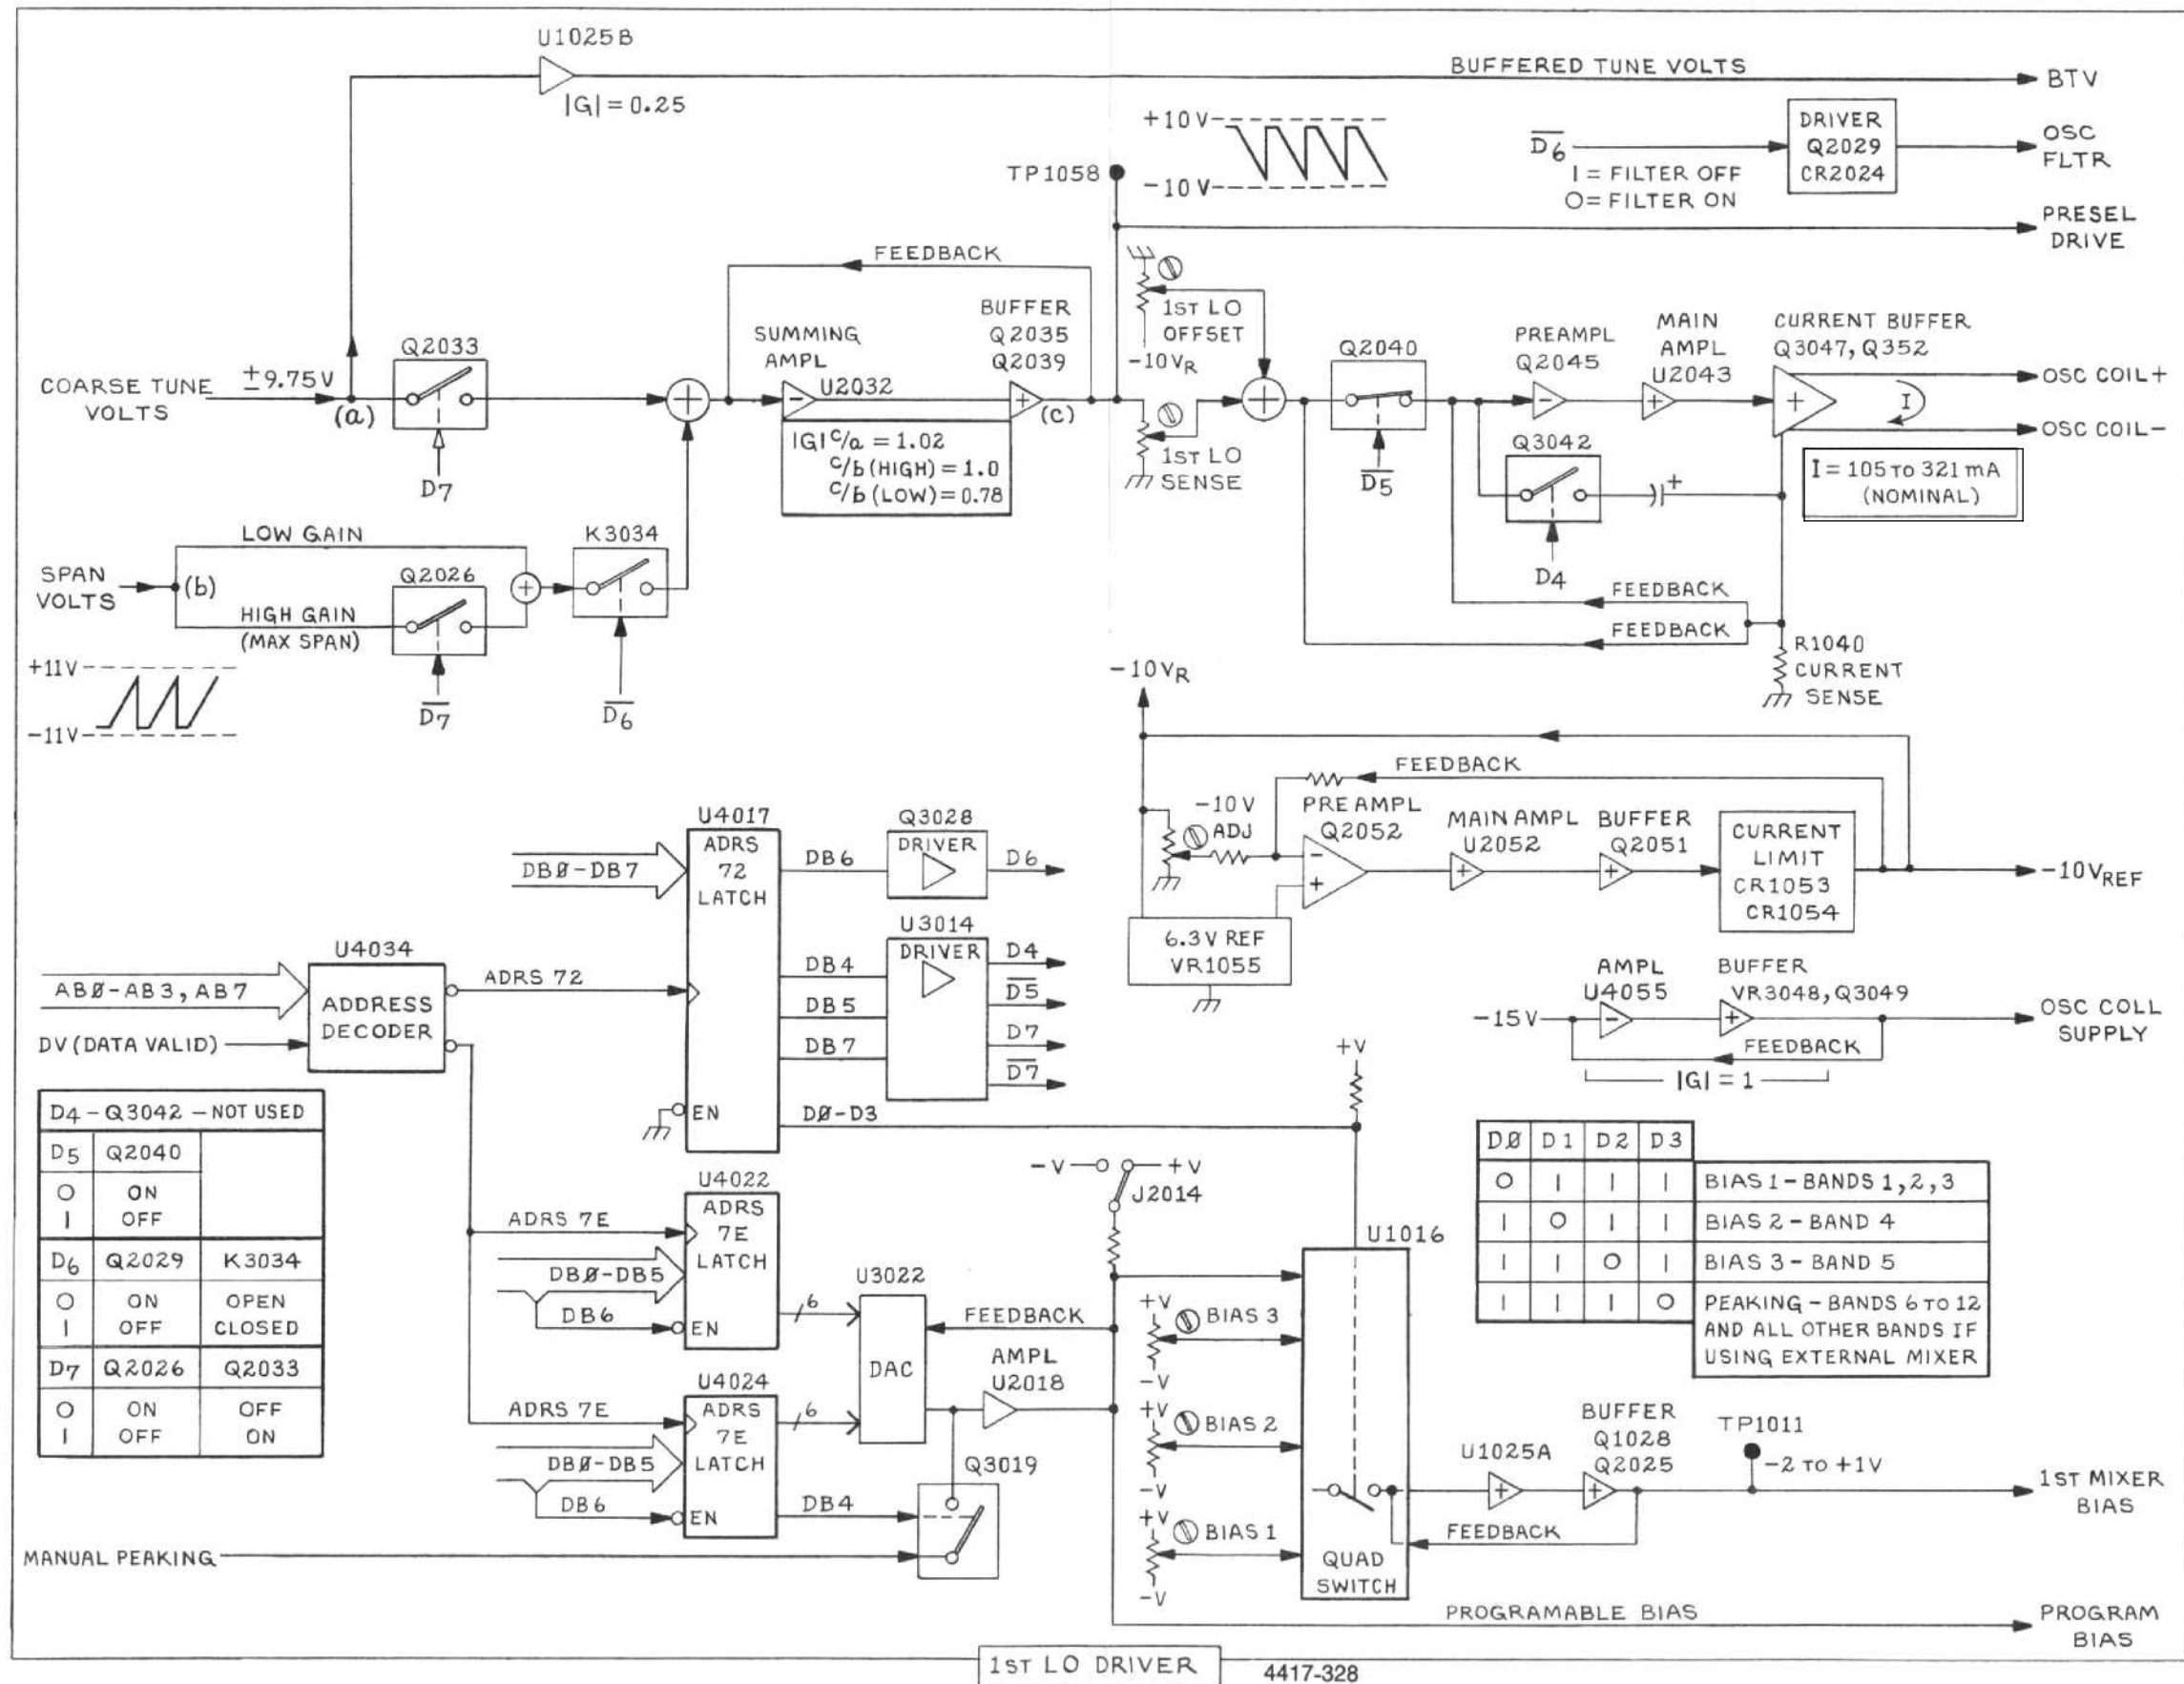 U1025B
|G| = 0.25
BUFFERED TUNE VOLTS
BTV
+10V
-10V
TP1058
D6
1 = FILTER OFF
0 = FILTER ON
DRIVER
Q2029
CR2024
OSC
FLTR
PRESEL
DRIVE
FEEDBACK
COARSE TUNE
VOLTS
±9.75V
(a)
Q2033
D7
SUMMING
AMPL
U2032
BUFFER
Q2035
Q2039
(c)
|G| c/a = 1.02
c/b (HIGH) = 1.0
c/b (LOW) = 0.78
1ST LO
OFFSET
-10VR
1ST LO
SENSE
Q2040
D5
PREAMPL
Q2045
MAIN
AMPL
U2043
CURRENT BUFFER
Q3047, Q352
I
OSC COIL+
OSC COIL-
Q3042
+
D4
I = 105 TO 321 mA
(NOMINAL)
FEEDBACK
FEEDBACK
R1040
CURRENT
SENSE
SPAN
VOLTS
(b)
LOW GAIN
HIGH GAIN
(MAX SPAN)
Q2026
D7
K3034
D6
+11V
-11V
-10VR
FEEDBACK
-10V
ADJ
PREAMPL
Q2052
MAIN AMPL
U2052
BUFFER
Q2051
CURRENT
LIMIT
CR1053
CR1054
-10VREF
6.3V REF
VR1055
U4017
ADRS
72
LATCH
DBØ-DB7
DB6
Q3028
DRIVER
D6
U3014
DRIVER
DB4
DB5
DB7
D4
D5
D7
D7
EN
DØ-D3
U4034
ADDRESS
DECODER
ABØ-AB3, AB7
DV (DATA VALID)
ADRS 72
AMPL
U4055
BUFFER
VR3048, Q3049
-15V
FEEDBACK
|G| = 1
OSC COLL
SUPPLY
D4 - Q3042 - NOT USED
D5 Q2040
0 ON
1 OFF
D6 Q2029 K3034
0 ON OPEN
1 OFF CLOSED
D7 Q2026 Q2033
0 ON OFF
1 OFF ON
U4022
ADRS
7E
LATCH
ADRS 7E
DBØ-DB5
DB6
EN
6
U4024
ADRS
7E
LATCH
ADRS 7E
DBØ-DB5
DB6
EN
6
DB4
U3022
DAC
FEEDBACK
AMPL
U2018
Q3019
MANUAL PEAKING
-V
+V
J2014
+V
U1016
QUAD
SWITCH
+V
BIAS 3
-V
+V
BIAS 2
-V
+V
BIAS 1
-V
DØ D1 D2 D3
0 1 1 1 BIAS 1 - BANDS 1, 2, 3
1 0 1 1 BIAS 2 - BAND 4
1 1 0 1 BIAS 3 - BAND 5
1 1 1 0 PEAKING - BANDS 6 TO 12
AND ALL OTHER BANDS IF
USING EXTERNAL MIXER
U1025A
BUFFER
Q1028
Q2025
FEEDBACK
TP1011
-2 TO +1V
1ST MIXER
BIAS
PROGRAMABLE BIAS
PROGRAM
BIAS
1ST LO DRIVER
4417-328